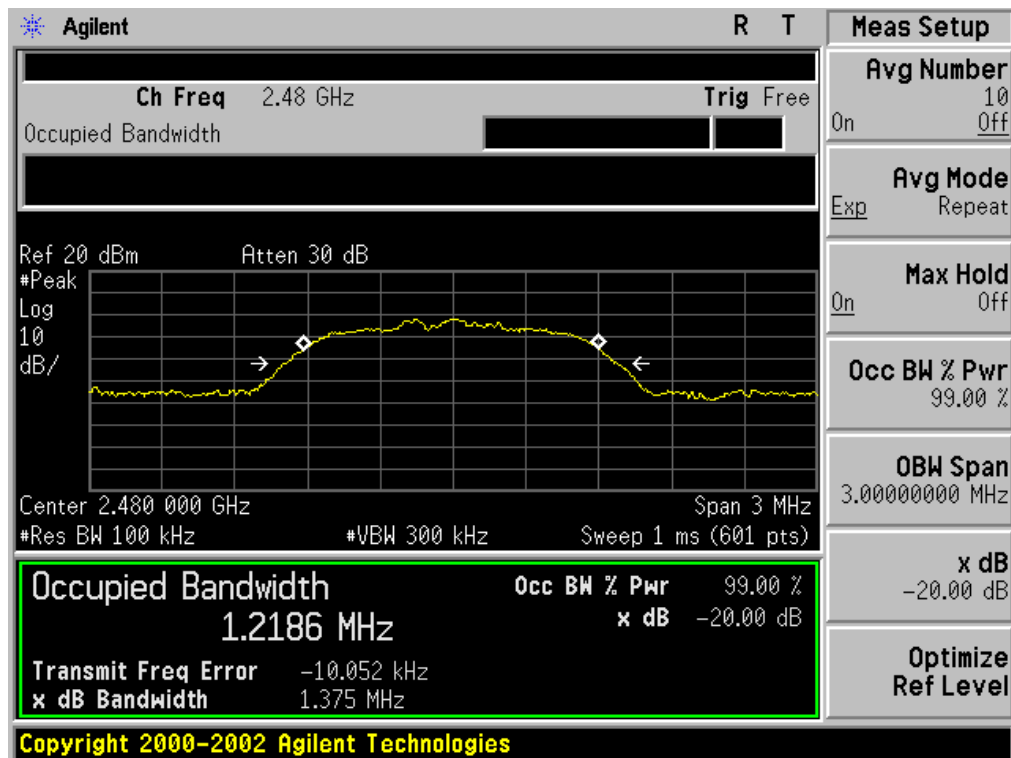 Agilent R T
Meas Setup
Ch Freq 2.48 GHz Trig Free
Occupied Bandwidth
Ref 20 dBm Atten 30 dB
#Peak
Log
10
dB/
Center 2.480 000 GHz Span 3 MHz
#Res BW 100 kHz #VBW 300 kHz Sweep 1 ms (601 pts)
Occupied Bandwidth Occ BW % Pwr 99.00 %
1.2186 MHz x dB -20.00 dB
Transmit Freq Error -10.052 kHz
x dB Bandwidth 1.375 MHz
Copyright 2000-2002 Agilent Technologies
Avg Number
10
On Off
Avg Mode
Exp Repeat
Max Hold
On Off
Occ BW % Pwr
99.00 %
OBW Span
3.00000000 MHz
x dB
-20.00 dB
Optimize
Ref Level